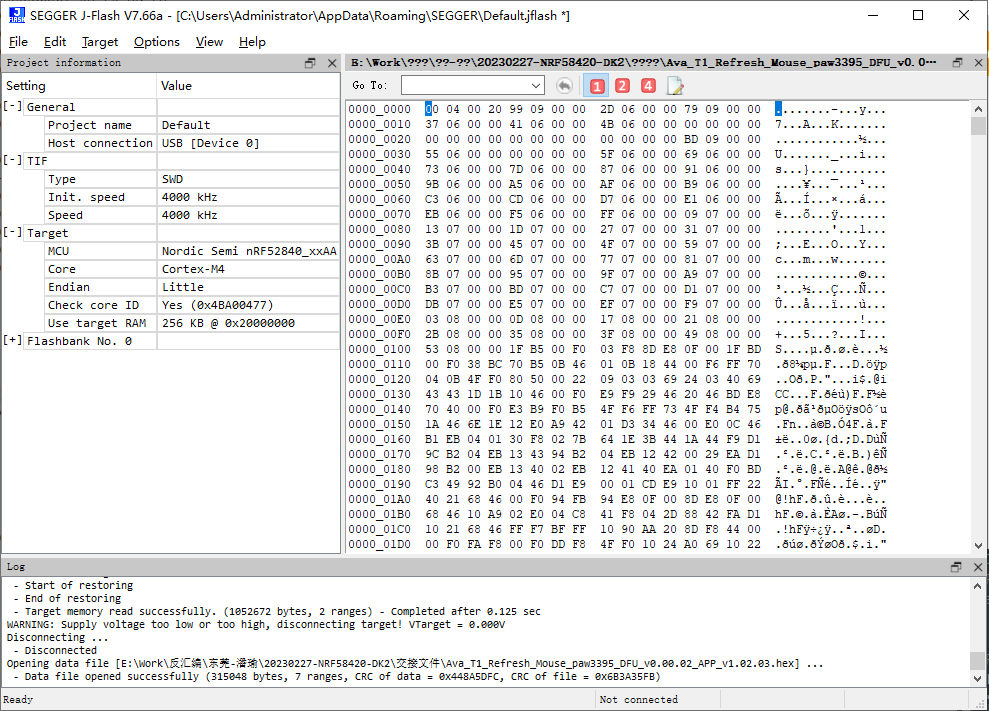 SEGGER J-Flash V7.66a - [C:\Users\Administrator\AppData\Roaming\SEGGER\Default.jflash *]
File Edit Target Options View Help
Project information
Setting Value
[-] General
Project name Default
Host connection USB [Device 0]
[-] TIF
Type SWD
Init. speed 4000 kHz
Speed 4000 kHz
[-] Target
MCU Nordic Semi nRF52840_xxAA
Core Cortex-M4
Endian Little
Check core ID Yes (0x4BA00477)
Use target RAM 256 KB @ 0x20000000
[+] Flashbank No. 0
E:\Work\???\??-??\20230227-NRF58420-DK2\????\Ava_T1_Refresh_Mouse_paw3395_DFU_v0.0···
Go To: 1 2 4
0000_0000 00 04 00 20 99 09 00 00 2D 06 00 00 79 09 00 00 .......-...y...
0000_0010 37 06 00 00 41 06 00 00 4B 06 00 00 00 00 00 00 7...A...K.......
0000_0020 00 00 00 00 00 00 00 00 00 00 00 00 BD 09 00 00 ............½...
0000_0030 55 06 00 00 00 00 00 00 5F 06 00 00 69 06 00 00 U......._...i...
0000_0040 73 06 00 00 7D 06 00 00 87 06 00 00 91 06 00 00 s...}...........
0000_0050 9B 06 00 00 A5 06 00 00 AF 06 00 00 B9 06 00 00 ....¥...¯...¹...
0000_0060 C3 06 00 00 CD 06 00 00 D7 06 00 00 E1 06 00 00 Ã...Í...×...á...
0000_0070 EB 06 00 00 F5 06 00 00 FF 06 00 00 09 07 00 00 ë...õ...ÿ.......
0000_0080 13 07 00 00 1D 07 00 00 27 07 00 00 31 07 00 00 ........'...1...
0000_0090 3B 07 00 00 45 07 00 00 4F 07 00 00 59 07 00 00 ;...E...O...Y...
0000_00A0 63 07 00 00 6D 07 00 00 77 07 00 00 81 07 00 00 c...m...w.......
0000_00B0 8B 07 00 00 95 07 00 00 9F 07 00 00 A9 07 00 00 ............©...
0000_00C0 B3 07 00 00 BD 07 00 00 C7 07 00 00 D1 07 00 00 ³...½...Ç...Ñ...
0000_00D0 DB 07 00 00 E5 07 00 00 EF 07 00 00 F9 07 00 00 Û...å...ï...ù...
0000_00E0 03 08 00 00 0D 08 00 00 17 08 00 00 21 08 00 00 ............!...
0000_00F0 2B 08 00 00 35 08 00 00 3F 08 00 00 49 08 00 00 +...5...?...I...
0000_0100 53 08 00 00 1F B5 00 F0 03 F8 8D E8 0F 00 1F BD S....µ.ð.ø.è...½
0000_0110 00 F0 38 BC 70 B5 0B 46 01 0B 18 44 00 F6 FF 70 .ð8¼pµ.F...D.öÿp
0000_0120 04 0B 4F F0 80 50 00 22 09 03 03 69 24 03 40 69 ..Oð.P."...i$.@i
0000_0130 43 43 1D 1B 10 46 00 F0 E9 F9 29 46 20 46 BD E8 CC...F.ðéù)F.F½è
0000_0140 70 40 00 F0 E3 B9 F0 B5 4F F6 FF 73 4F F4 B4 75 p@.ðã¹ðµOöÿsOô´u
0000_0150 1A 46 6E 1E 12 E0 A9 42 01 D3 34 46 00 E0 0C 46 .Fn..à©B.Ó4F.à.F
0000_0160 B1 EB 04 01 30 F8 02 7B 64 1E 3B 44 1A 44 F9 D1 ±ë..0ø.{d.;D.DùÑ
0000_0170 9C B2 04 EB 13 43 94 B2 04 EB 12 42 00 29 EA D1 .².ë.C.².ë.B.)êÑ
0000_0180 98 B2 00 EB 13 40 02 EB 12 41 40 EA 01 40 F0 BD .².ë.@.ë.A@ê.@ð½
0000_0190 C3 49 92 B0 04 46 D1 E9 00 01 CD E9 10 01 FF 22 ÃI.°.FÑé..Íé..ÿ"
0000_01A0 40 21 68 46 00 F0 94 FB 94 E8 0F 00 8D E8 0F 00 @!hF.ð.û.è...è..
0000_01B0 68 46 10 A9 02 E0 04 C8 41 F8 04 2D 88 42 FA D1 hF.©.à.ÈAø.-.BúÑ
0000_01C0 10 21 68 46 FF F7 BF FF 10 90 AA 20 8D F8 44 00 .!hFÿ÷¿ÿ..ª .øD.
0000_01D0 00 F0 FA F8 00 F0 DD F8 4F F0 10 24 A0 69 10 22 .ðúø.ðÝøOð.$.i."
Log
- Start of restoring
- End of restoring
- Target memory read successfully. (1052672 bytes, 2 ranges) - Completed after 0.125 sec
WARNING: Supply voltage too low or too high, disconnecting target! VTarget = 0.000V
Disconnecting ...
- Disconnected
Opening data file [E:\Work\反汇编\东莞-潘瑜\20230227-NRF58420-DK2\交接文件\Ava_T1_Refresh_Mouse_paw3395_DFU_v0.00.02_APP_v1.02.03.hex] ...
- Data file opened successfully (315048 bytes, 7 ranges, CRC of data = 0x448A5DFC, CRC of file = 0x6B3A35FB)
Ready Not connected